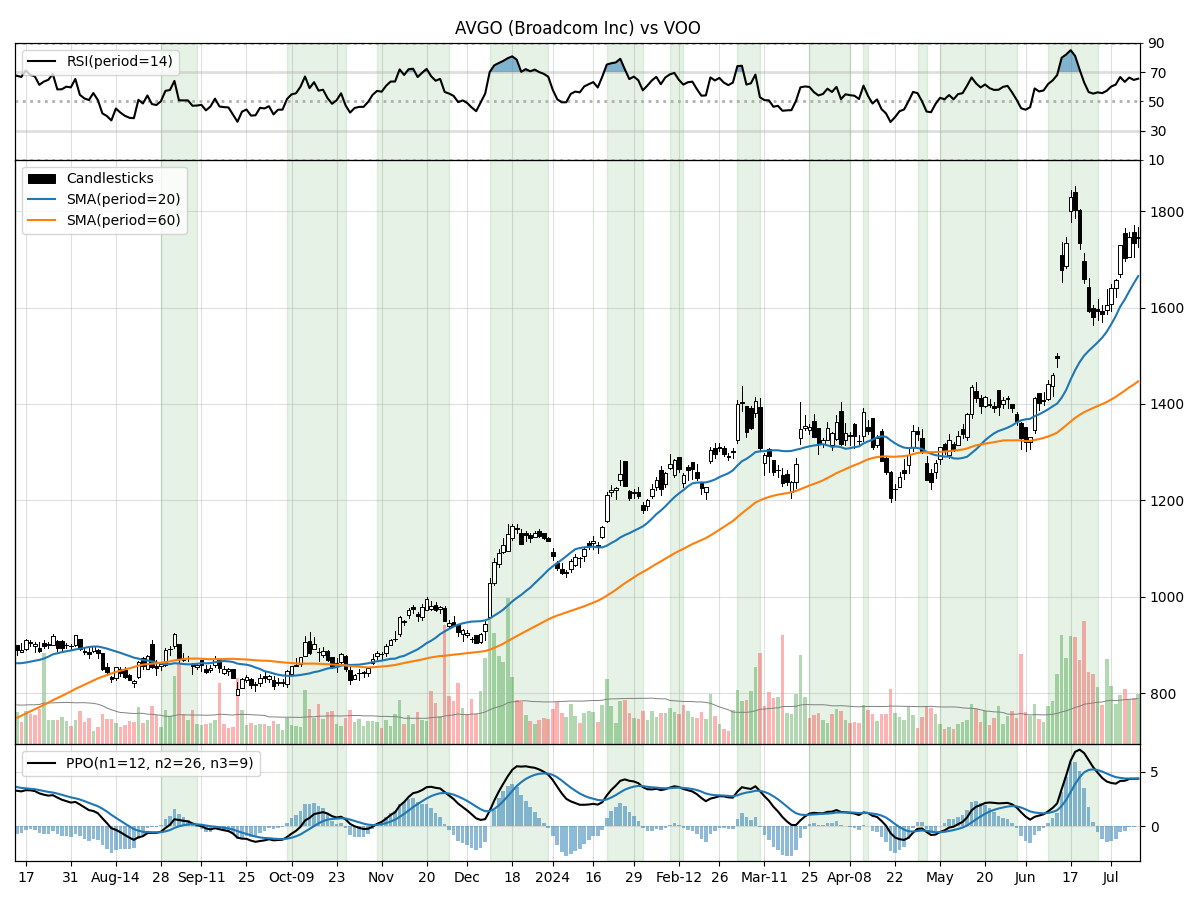 AVGO (Broadcom Inc) vs VOO
RSI(period=14)
90
70
50
30
10
Candlesticks
SMA(period=20)
SMA(period=60)
1800
1600
1400
1200
1000
800
PPO(n1=12, n2=26, n3=9)
5
0
17 31 Aug-14 28 Sep-11 25 Oct-09 23 Nov 20 Dec 18 2024 16 29 Feb-12 26 Mar-11 25 Apr-08 22 May 20 Jun 17 Jul